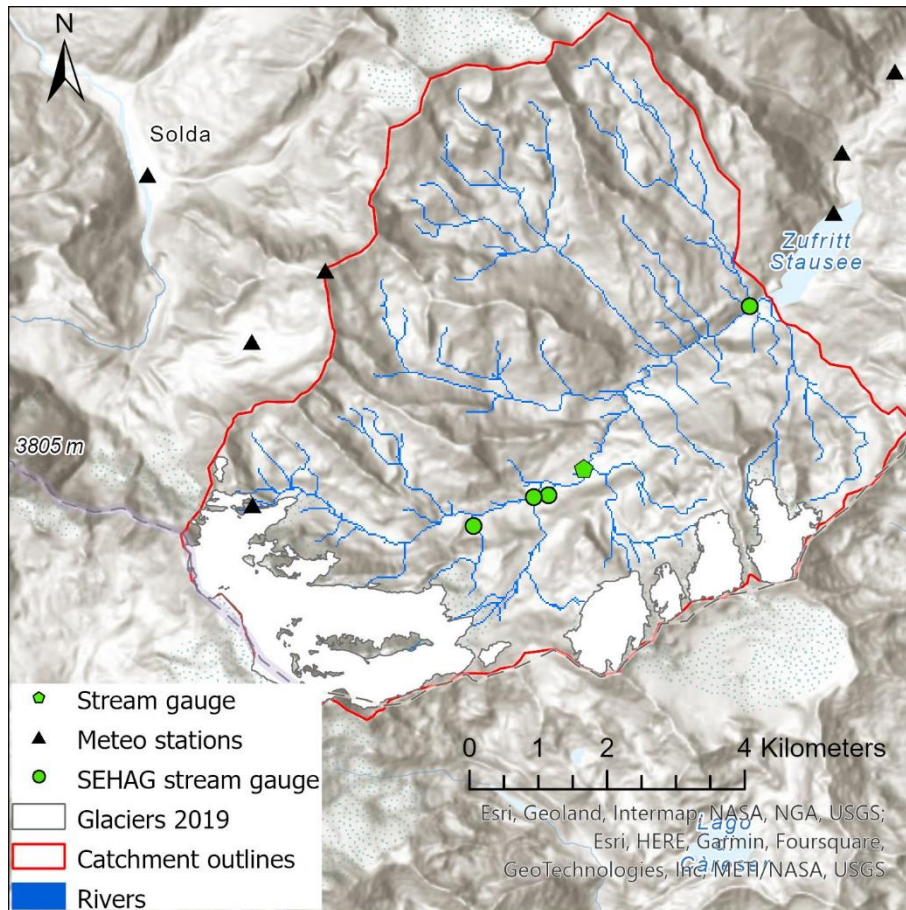 N
Solda
Zufritt
Stausee
3805 m
Stream gauge
Meteo stations
SEHAG stream gauge
Glaciers 2019
Catchment outlines
Rivers
0 1 2 4 Kilometers
Esri, Geoland, Intermap, NASA, NGA, USGS;
Esri, HERE, Garmin, Foursquare,
GeoTechnologies, Inc, METI/NASA, USGS
Lago